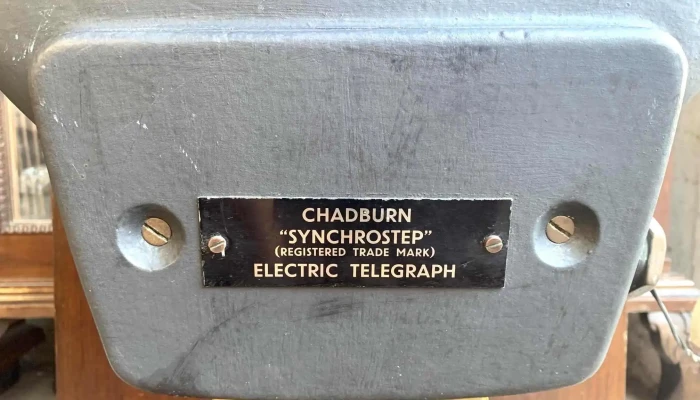 CHADBURN
"SYNCHROSTEP"
(REGISTERED TRADE MARK)
ELECTRIC TELEGRAPH